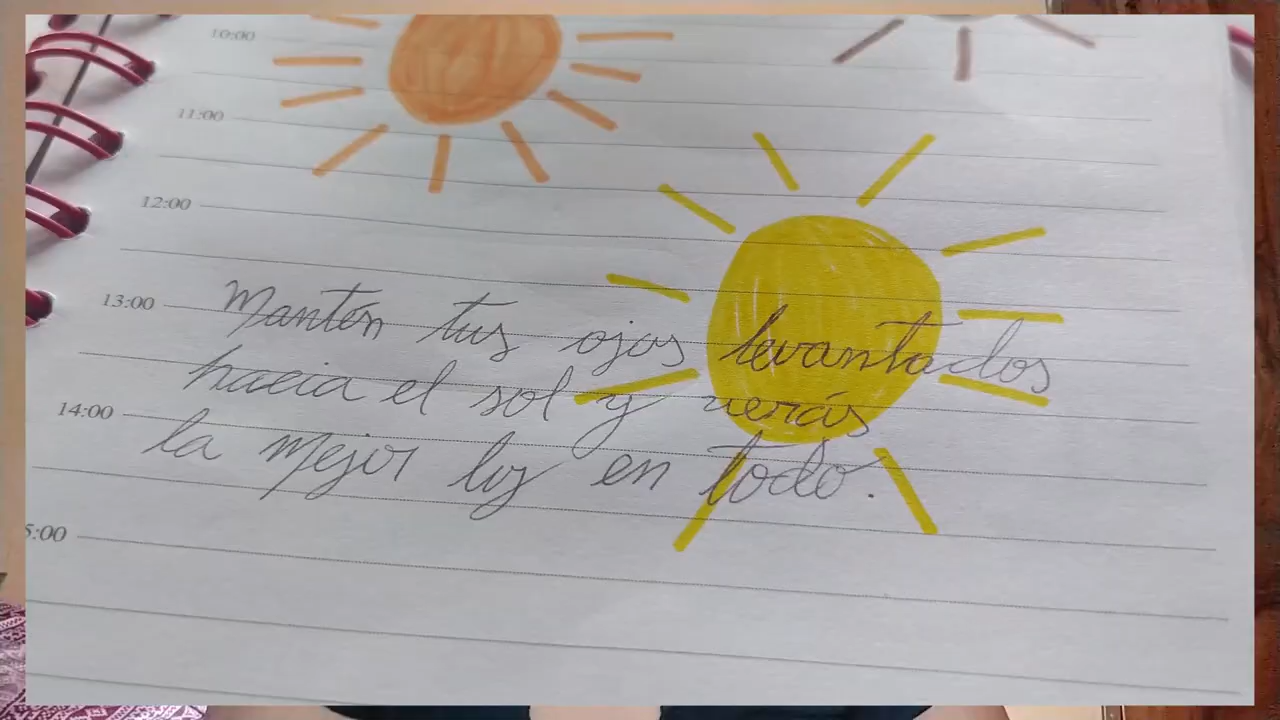 10:00
11:00
12:00
13:00
Mantén tus ojos levantados
hacia el sol y verás
14:00
la mejor luz en todo.
5:00